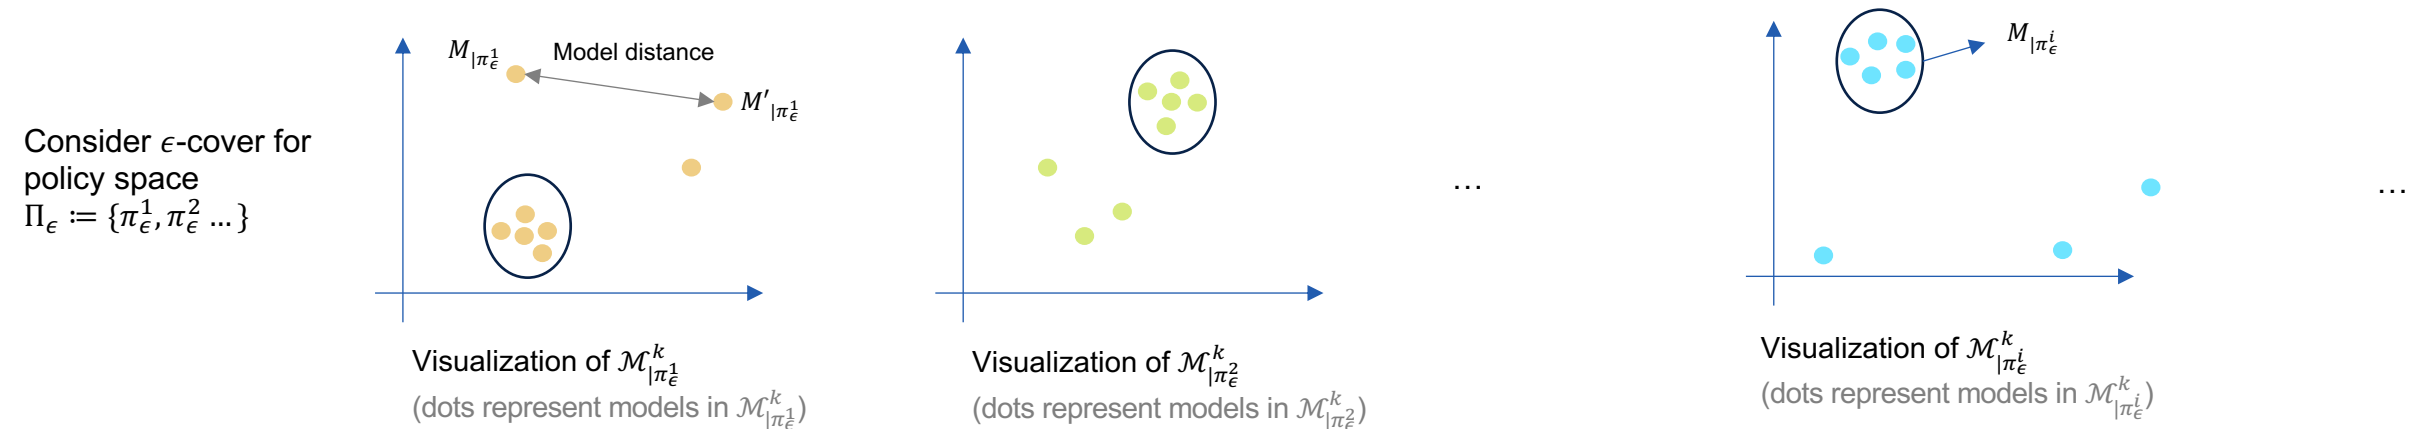 Consider ϵ-cover for
policy space
Π_ϵ ≔ {π_ϵ^1, π_ϵ^2 … }
M_{|π_ϵ^1}
Model distance
M′_{|π_ϵ^1}
Visualization of ℳ^k_{|π_ϵ^1}
(dots represent models in ℳ^k_{|π_ϵ^1})
Visualization of ℳ^k_{|π_ϵ^2}
(dots represent models in ℳ^k_{|π_ϵ^2})
…
M_{|π_ϵ^i}
Visualization of ℳ^k_{|π_ϵ^i}
(dots represent models in ℳ^k_{|π_ϵ^i})
…